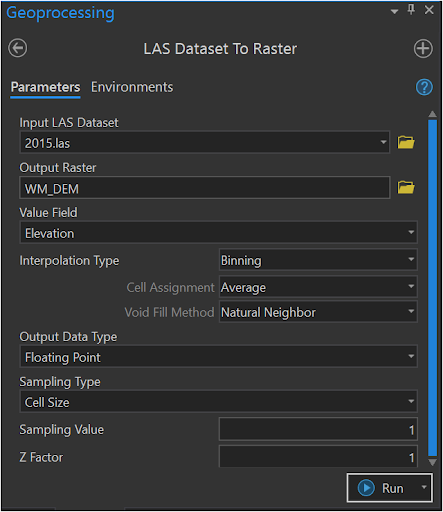 Geoprocessing
LAS Dataset To Raster
Parameters Environments
?
Input LAS Dataset
2015.las
Output Raster
WM_DEM
Value Field
Elevation
Interpolation Type Binning
Cell Assignment Average
Void Fill Method Natural Neighbor
Output Data Type
Floating Point
Sampling Type
Cell Size
Sampling Value 1
Z Factor 1
Run